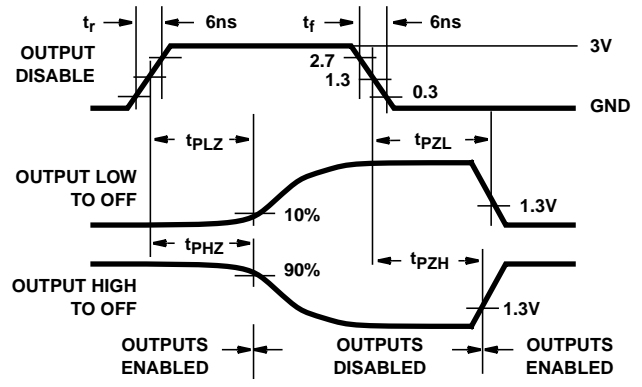 tr 6ns tf 6ns
OUTPUT
DISABLE
3V
2.7
1.3
0.3
GND
tPLZ tPZL
OUTPUT LOW
TO OFF
10%
1.3V
tPHZ tPZH
90%
OUTPUT HIGH
TO OFF
1.3V
OUTPUTS
ENABLED
OUTPUTS
DISABLED
OUTPUTS
ENABLED